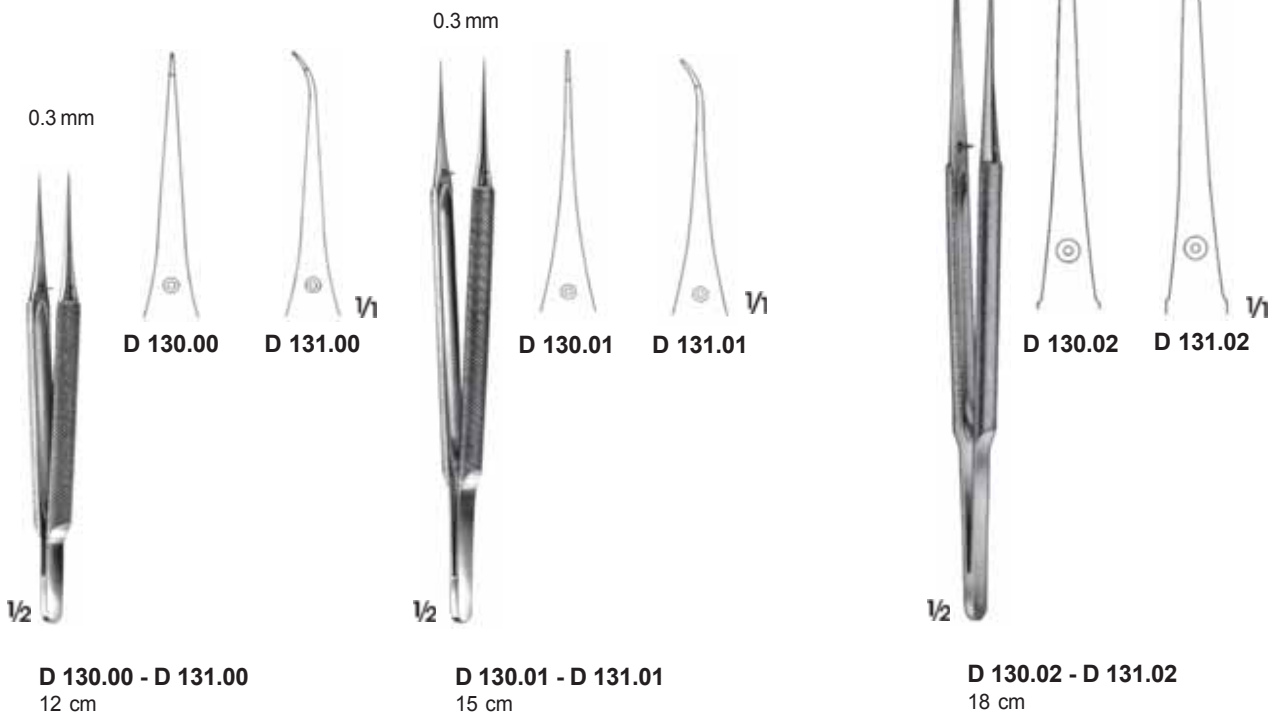 0.3 mm
0.3 mm
1/1
D 130.00
D 131.00
1/1
D 130.01
D 131.01
1/1
D 130.02
D 131.02
1/2
1/2
1/2
D 130.00 - D 131.00
12 cm
D 130.01 - D 131.01
15 cm
D 130.02 - D 131.02
18 cm